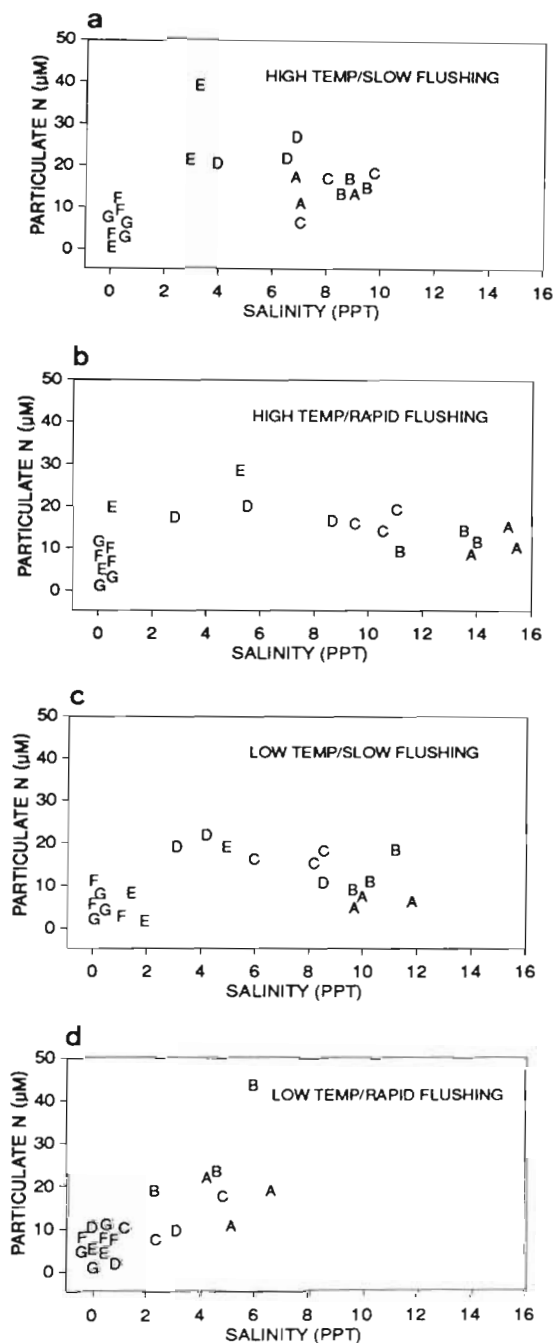 a
50
HIGH TEMP/SLOW FLUSHING
40
E
30
D
E D D
20
A C B C
B A B
10
F
A
G F G
C
F G
0
E
PARTICULATE N (µM)
0 2 4 6 8 10 12 14 16
SALINITY (PPT)
b
50
HIGH TEMP/RAPID FLUSHING
40
30
E
20
E D C
D D C A
C B
10
G F B A
F F B A
E G
0
G
PARTICULATE N (µM)
0 2 4 6 8 10 12 14 16
SALINITY (PPT)
c
50
LOW TEMP/SLOW FLUSHING
40
30
20
D D E C B
C C
10
F D B B
G E A
F G A A
G F E
0
PARTICULATE N (µM)
0 2 4 6 8 10 12 14 16
SALINITY (PPT)
d
50
B
LOW TEMP/RAPID FLUSHING
40
30
20
B A B C A
10
D G C D A
F F F C
G E E
G D
0
PARTICULATE N (µM)
0 2 4 6 8 10 12 14 16
SALINITY (PPT)